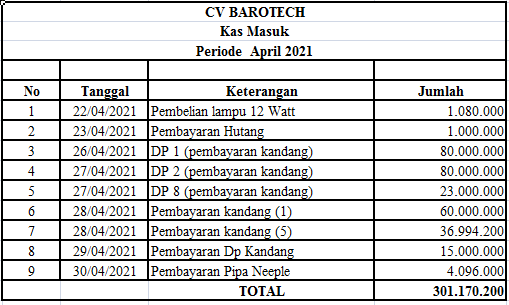 CV BAROTECH
Kas Masuk
Periode April 2021
No Tanggal Keterangan Jumlah
1 22/04/2021 Pembelian lampu 12 Watt 1.080.000
2 23/04/2021 Pembayaran Hutang 1.000.000
3 26/04/2021 DP 1 (pembayaran kandang) 80.000.000
4 27/04/2021 DP 2 (pembayaran kandang) 80.000.000
5 27/04/2021 DP 8 (pembayaran kandang) 23.000.000
6 28/04/2021 Pembayaran kandang (1) 60.000.000
7 28/04/2021 Pembayaran kandang (5) 36.994.200
8 29/04/2021 Pembayaran Dp Kandang 15.000.000
9 30/04/2021 Pembayaran Pipa Neeple 4.096.000
TOTAL 301.170.200